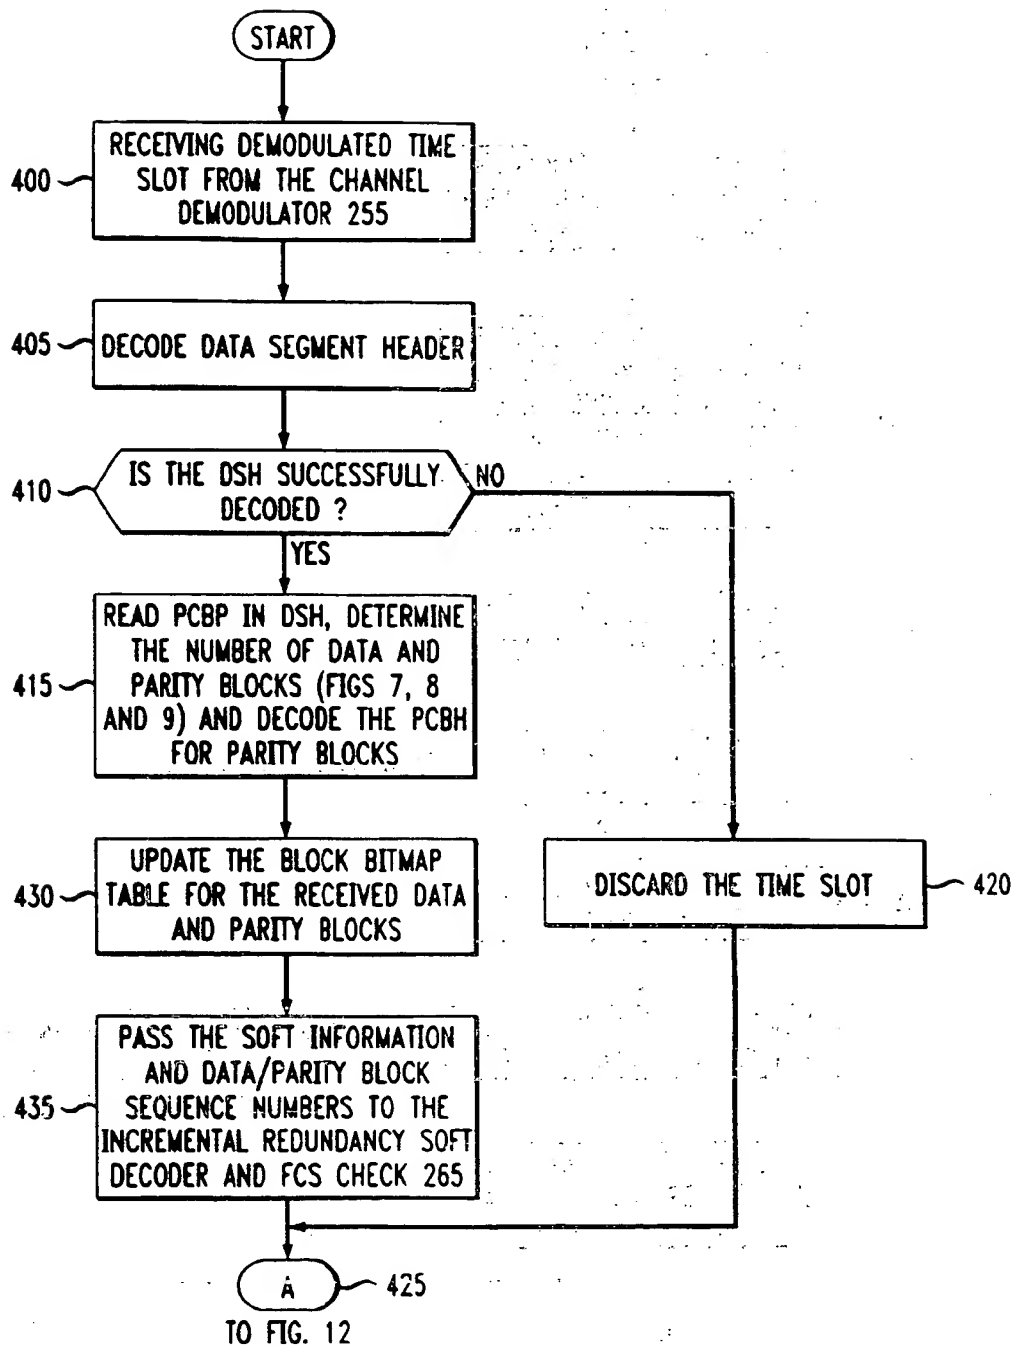 START
RECEIVING DEMODULATED TIME
SLOT FROM THE CHANNEL
DEMODULATOR 255
400
DECODE DATA SEGMENT HEADER
405
IS THE DSH SUCCESSFULLY
DECODED ?
410
NO
YES
READ PCBP IN DSH, DETERMINE
THE NUMBER OF DATA AND
PARITY BLOCKS (FIGS 7, 8
AND 9) AND DECODE THE PCBH
FOR PARITY BLOCKS
415
UPDATE THE BLOCK BITMAP
TABLE FOR THE RECEIVED DATA
AND PARITY BLOCKS
430
DISCARD THE TIME SLOT
420
PASS THE SOFT INFORMATION
AND DATA/PARITY BLOCK
SEQUENCE NUMBERS TO THE
INCREMENTAL REDUNDANCY SOFT
DECODER AND FCS CHECK 265
435
A
425
TO FIG. 12